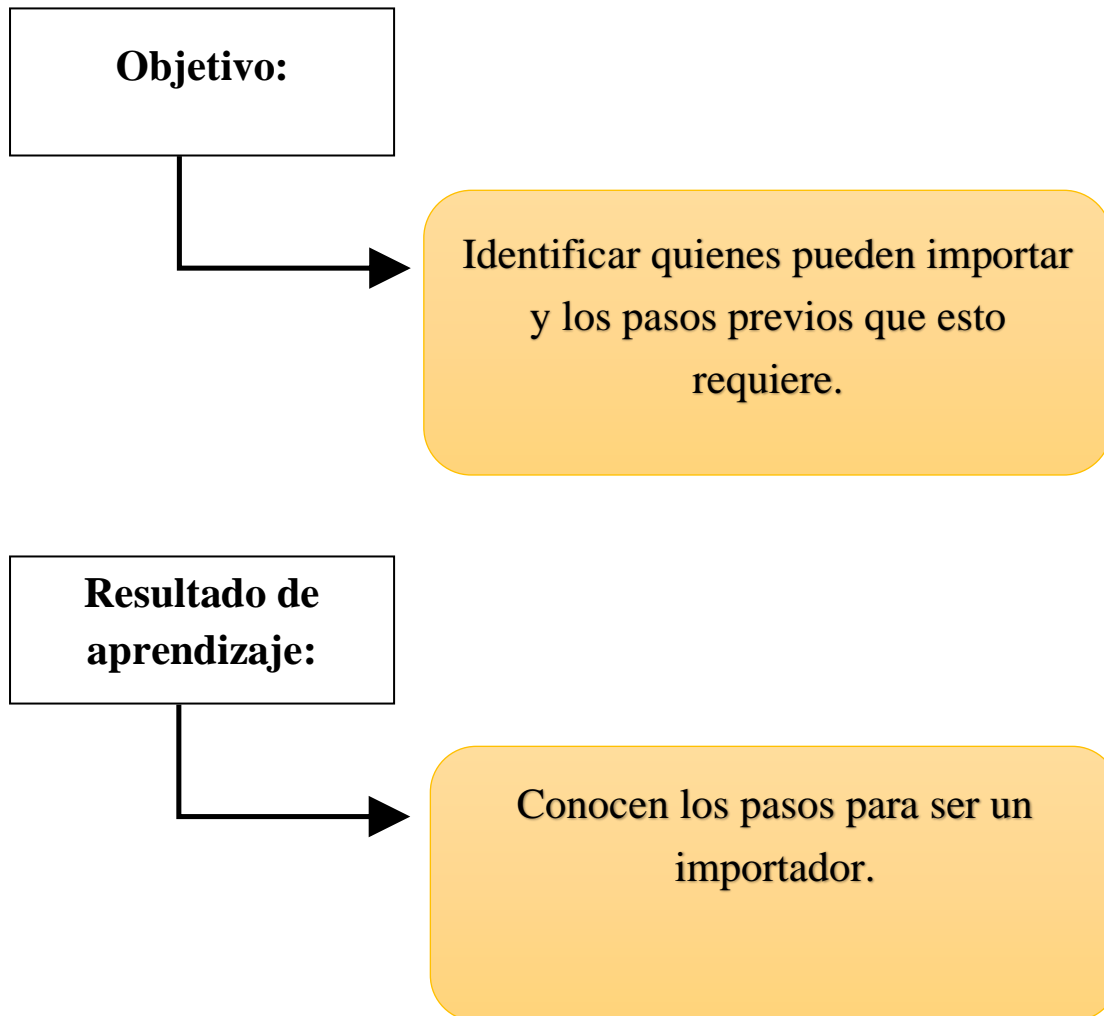 Objetivo:
Identificar quienes pueden importar
y los pasos previos que esto
requiere.
Resultado de
aprendizaje:
Conocen los pasos para ser un
importador.